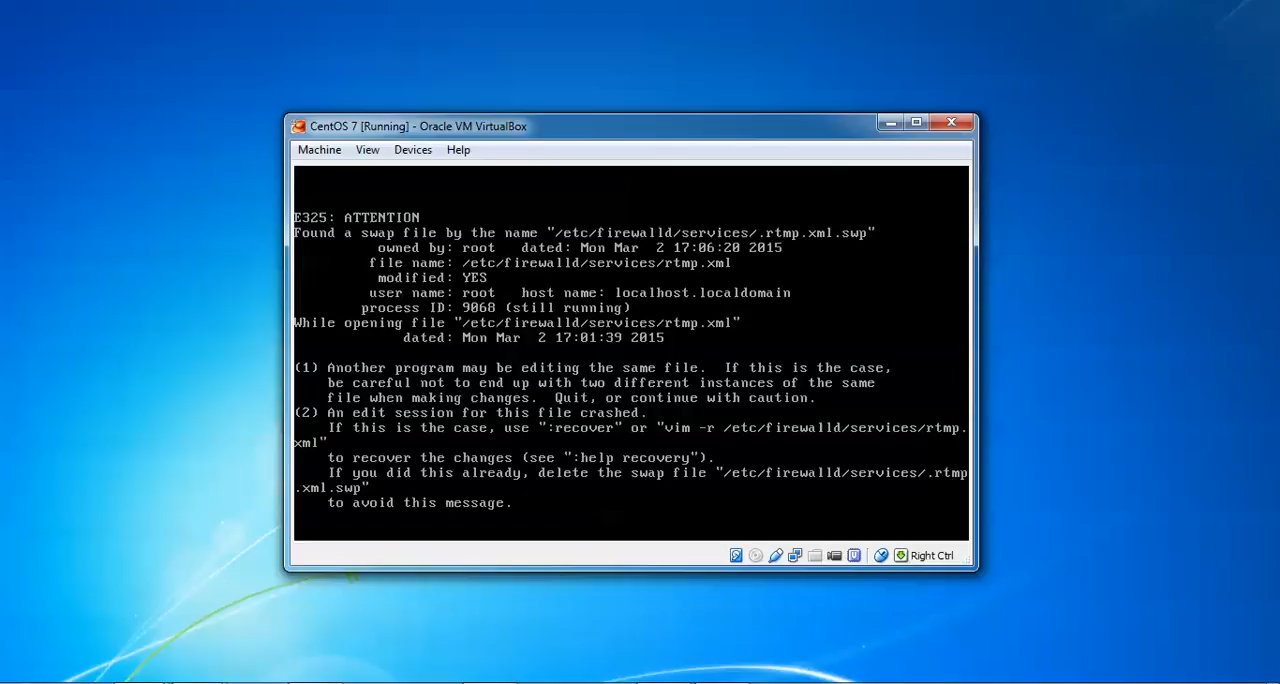 CentOS 7 [Running] - Oracle VM VirtualBox
Machine View Devices Help
E325: ATTENTION
Found a swap file by the name "/etc/firewalld/services/.rtmp.xml.swp"
owned by: root   dated: Mon Mar  2 17:06:20 2015
file name: /etc/firewalld/services/rtmp.xml
modified: YES
user name: root   host name: localhost.localdomain
process ID: 9068 (still running)
While opening file "/etc/firewalld/services/rtmp.xml"
dated: Mon Mar  2 17:01:39 2015
(1) Another program may be editing the same file.  If this is the case,
be careful not to end up with two different instances of the same
file when making changes.  Quit, or continue with caution.
(2) An edit session for this file crashed.
If this is the case, use ":recover" or "vim -r /etc/firewalld/services/rtmp.
xml"
to recover the changes (see ":help recovery").
If you did this already, delete the swap file "/etc/firewalld/services/.rtmp
.xml.swp"
to avoid this message.
Right Ctrl